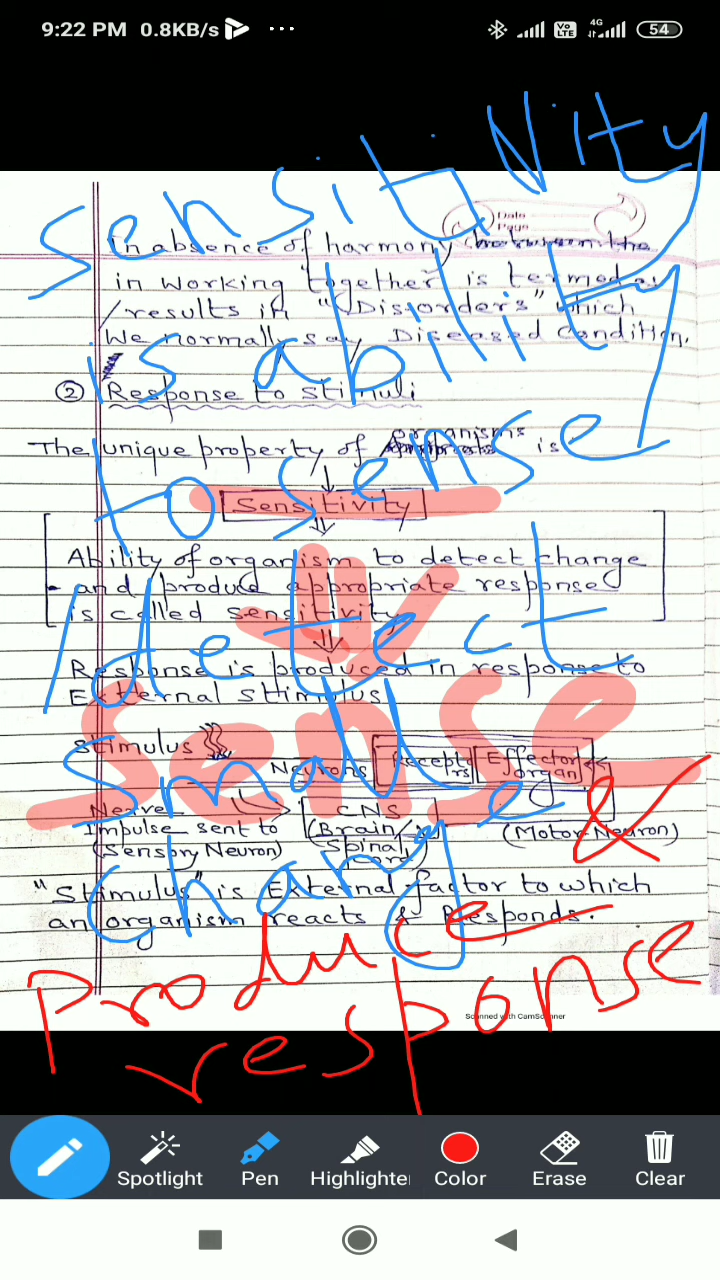 9:22 PM 0.8KB/s ... Vo LTE 4G 54
Date
Page
In absence of harmony between the
in working together is termed as
/results in "Disorders" which
We normally say Diseased Condition.
② Response to stimuli
The unique property of organisms is
Sensitivity
Ability of organism to detect change
and produce appropriate response
is called sensitivity
Response is produced in response to
External stimulus
Stimulus
Neurons Receptors Effector organ
Nerve Impulse sent to (Sensory Neuron)
CNS (Brain/Spinal cord)
(Motor Neuron)
"Stimulus" is External factor to which
an organism reacts & Responds.
Scanned with CamScanner
Sense
Sensitivity
is ability
to sense/
/detect
small
change
&
Produce
response
Spotlight Pen Highlighter Color Erase Clear